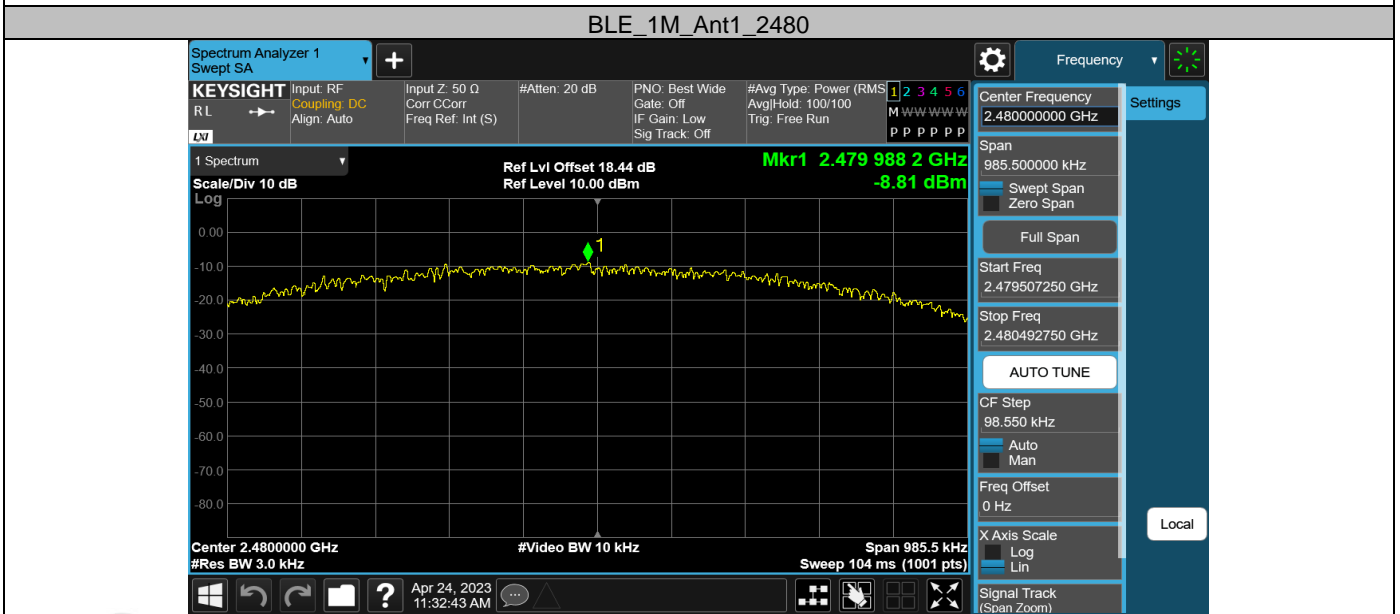 BLE_1M_Ant1_2480
Spectrum Analyzer 1
Swept SA
+
Frequency
KEYSIGHT
RL
LXI
Input: RF
Coupling: DC
Align: Auto
Input Z: 50 Ω
Corr CCorr
Freq Ref: Int (S)
#Atten: 20 dB
PNO: Best Wide
Gate: Off
IF Gain: Low
Sig Track: Off
#Avg Type: Power (RMS
Avg|Hold: 100/100
Trig: Free Run
1 2 3 4 5 6
M W W W W W
P P P P P P
1 Spectrum
Scale/Div 10 dB
Log
Ref Lvl Offset 18.44 dB
Ref Level 10.00 dBm
Mkr1 2.479 988 2 GHz
-8.81 dBm
1
0.00
-10.0
-20.0
-30.0
-40.0
-50.0
-60.0
-70.0
-80.0
Center 2.4800000 GHz
#Res BW 3.0 kHz
#Video BW 10 kHz
Span 985.5 kHz
Sweep 104 ms (1001 pts)
Center Frequency
2.480000000 GHz
Span
985.500000 kHz
Swept Span
Zero Span
Full Span
Start Freq
2.479507250 GHz
Stop Freq
2.480492750 GHz
AUTO TUNE
CF Step
98.550 kHz
Auto
Man
Freq Offset
0 Hz
X Axis Scale
Log
Lin
Signal Track
(Span Zoom)
Settings
Local
?
Apr 24, 2023
11:32:43 AM